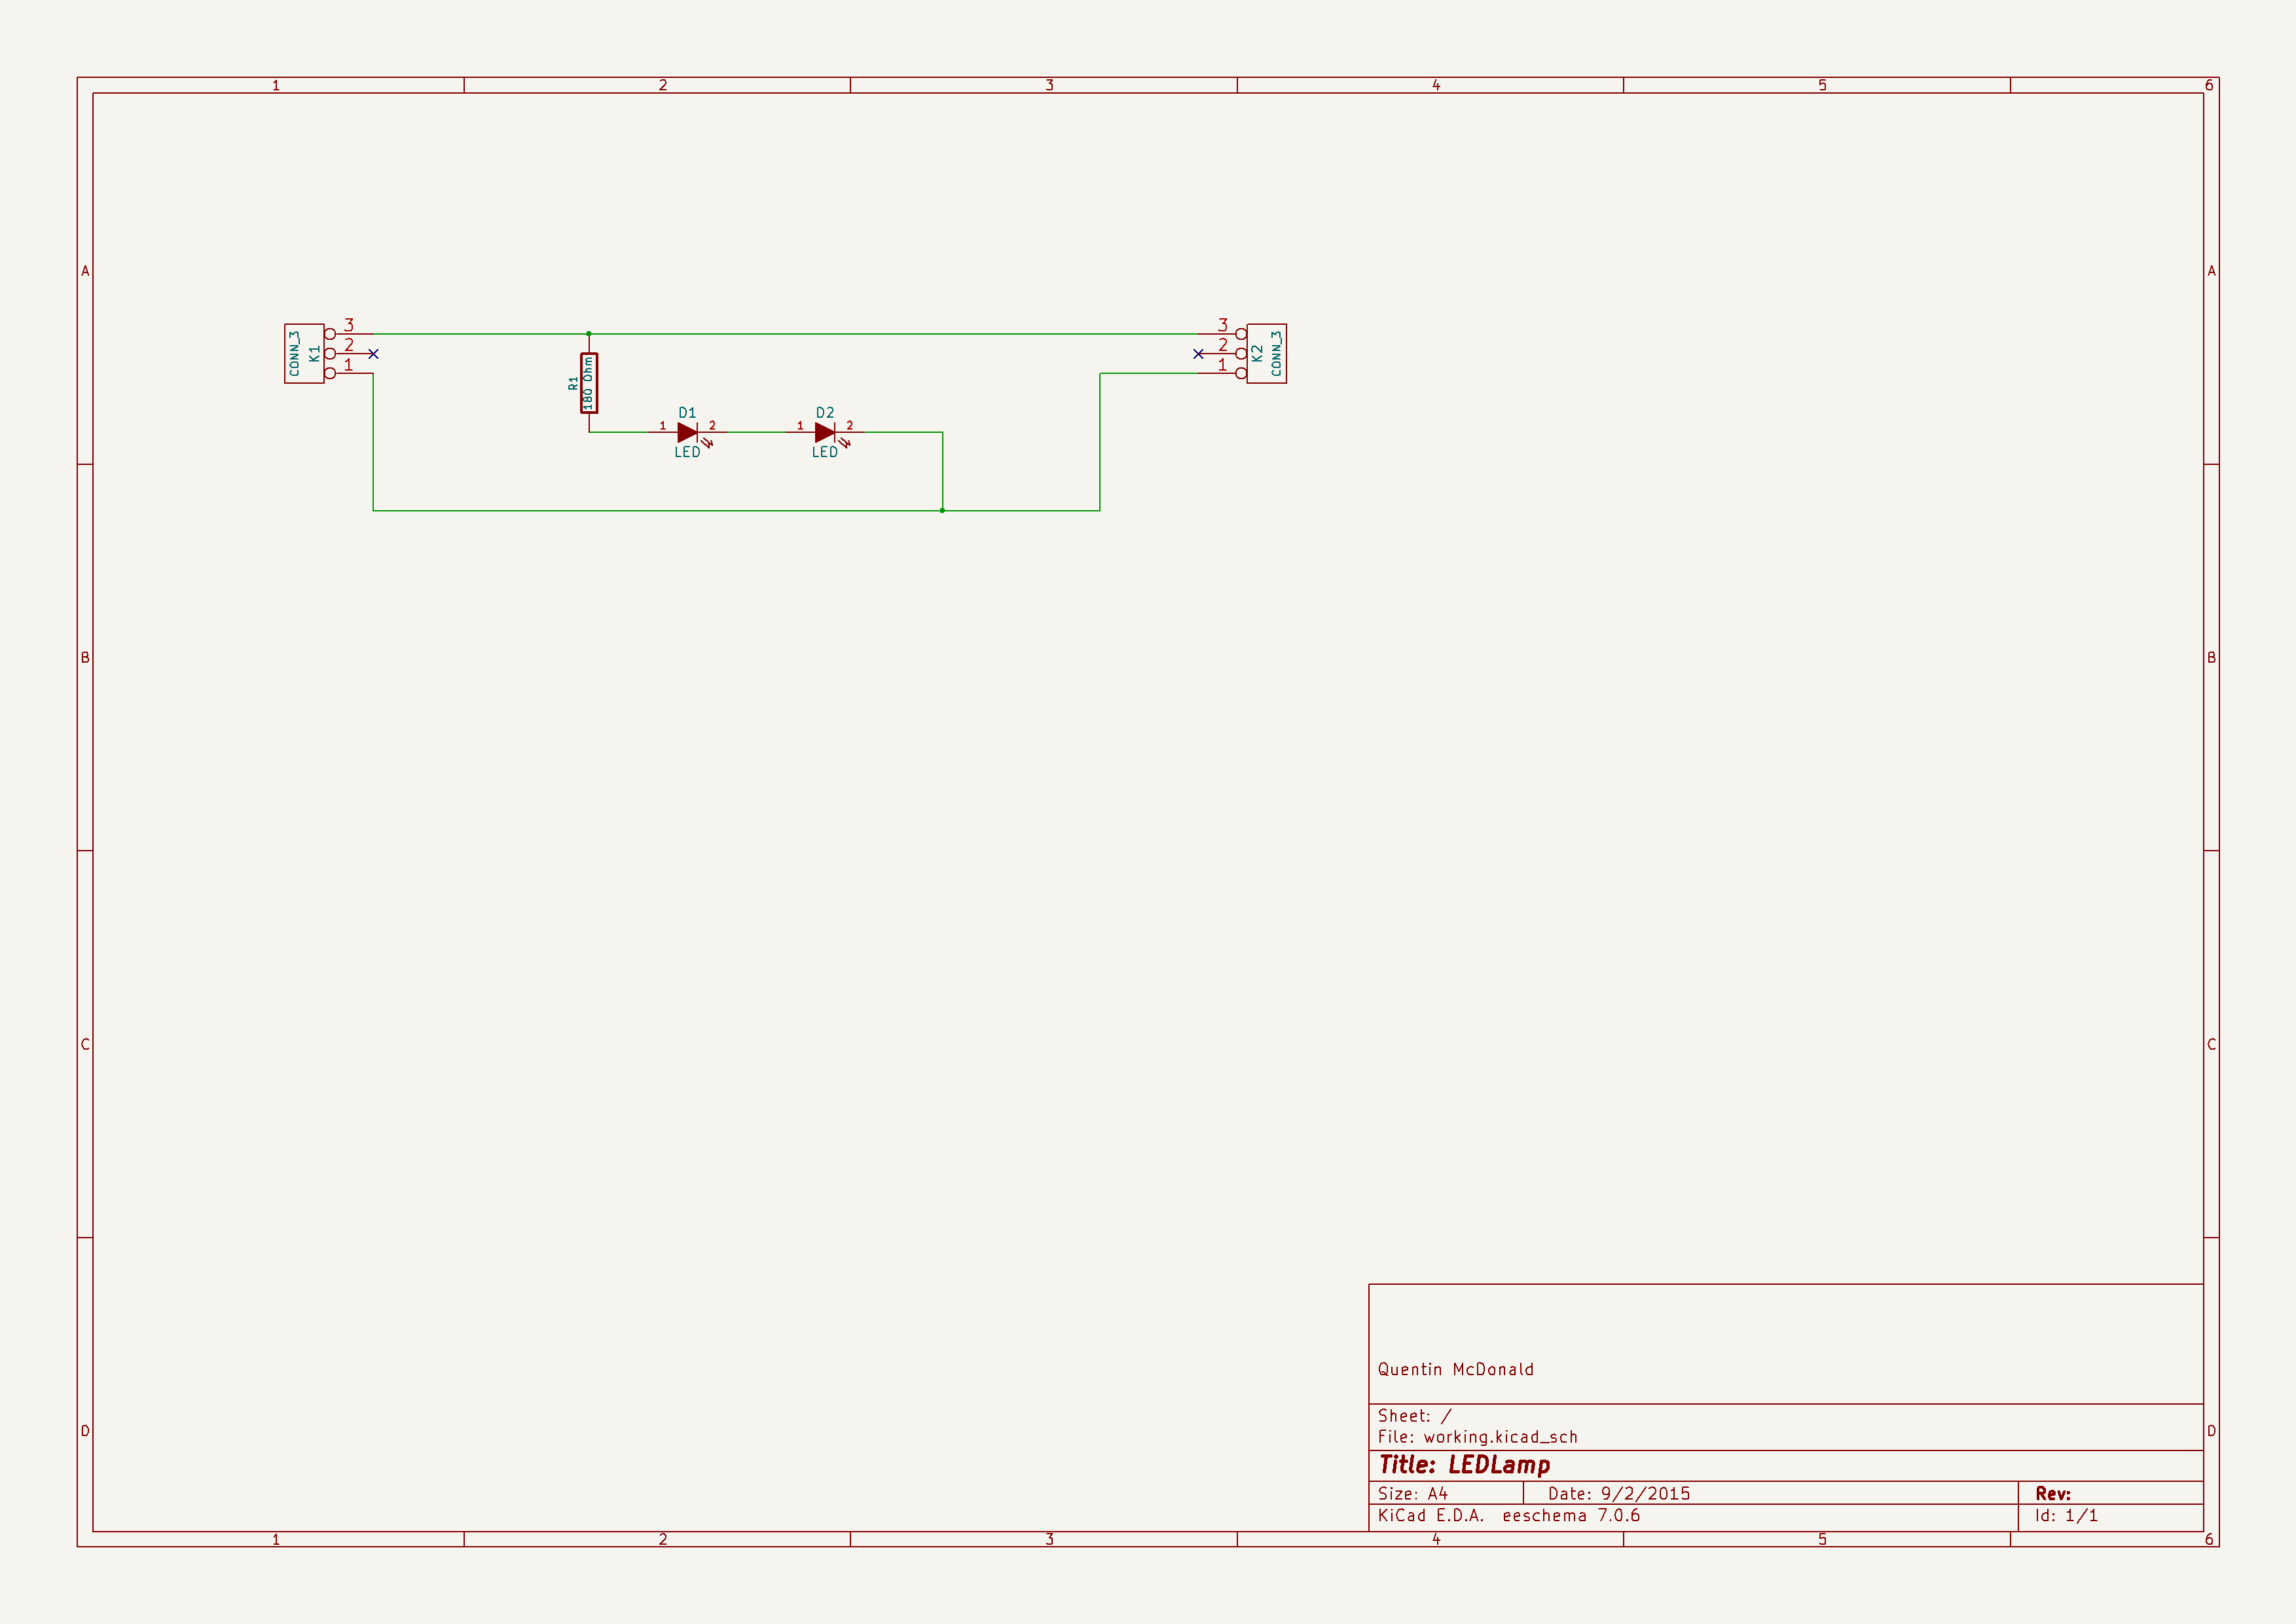 1 2 3 4 5 6
A A
CONN_3 K1 3 2 1
R1 180 Ohm
3 2 1 K2 CONN_3
D1 D2
1 2 1 2
LED LED
B B
C C
Quentin McDonald
Sheet: /
File: working.kicad_sch
D D
Title: LEDLamp
Size: A4 Date: 9/2/2015 Rev:
KiCad E.D.A. eeschema 7.0.6 Id: 1/1
1 2 3 4 5 6